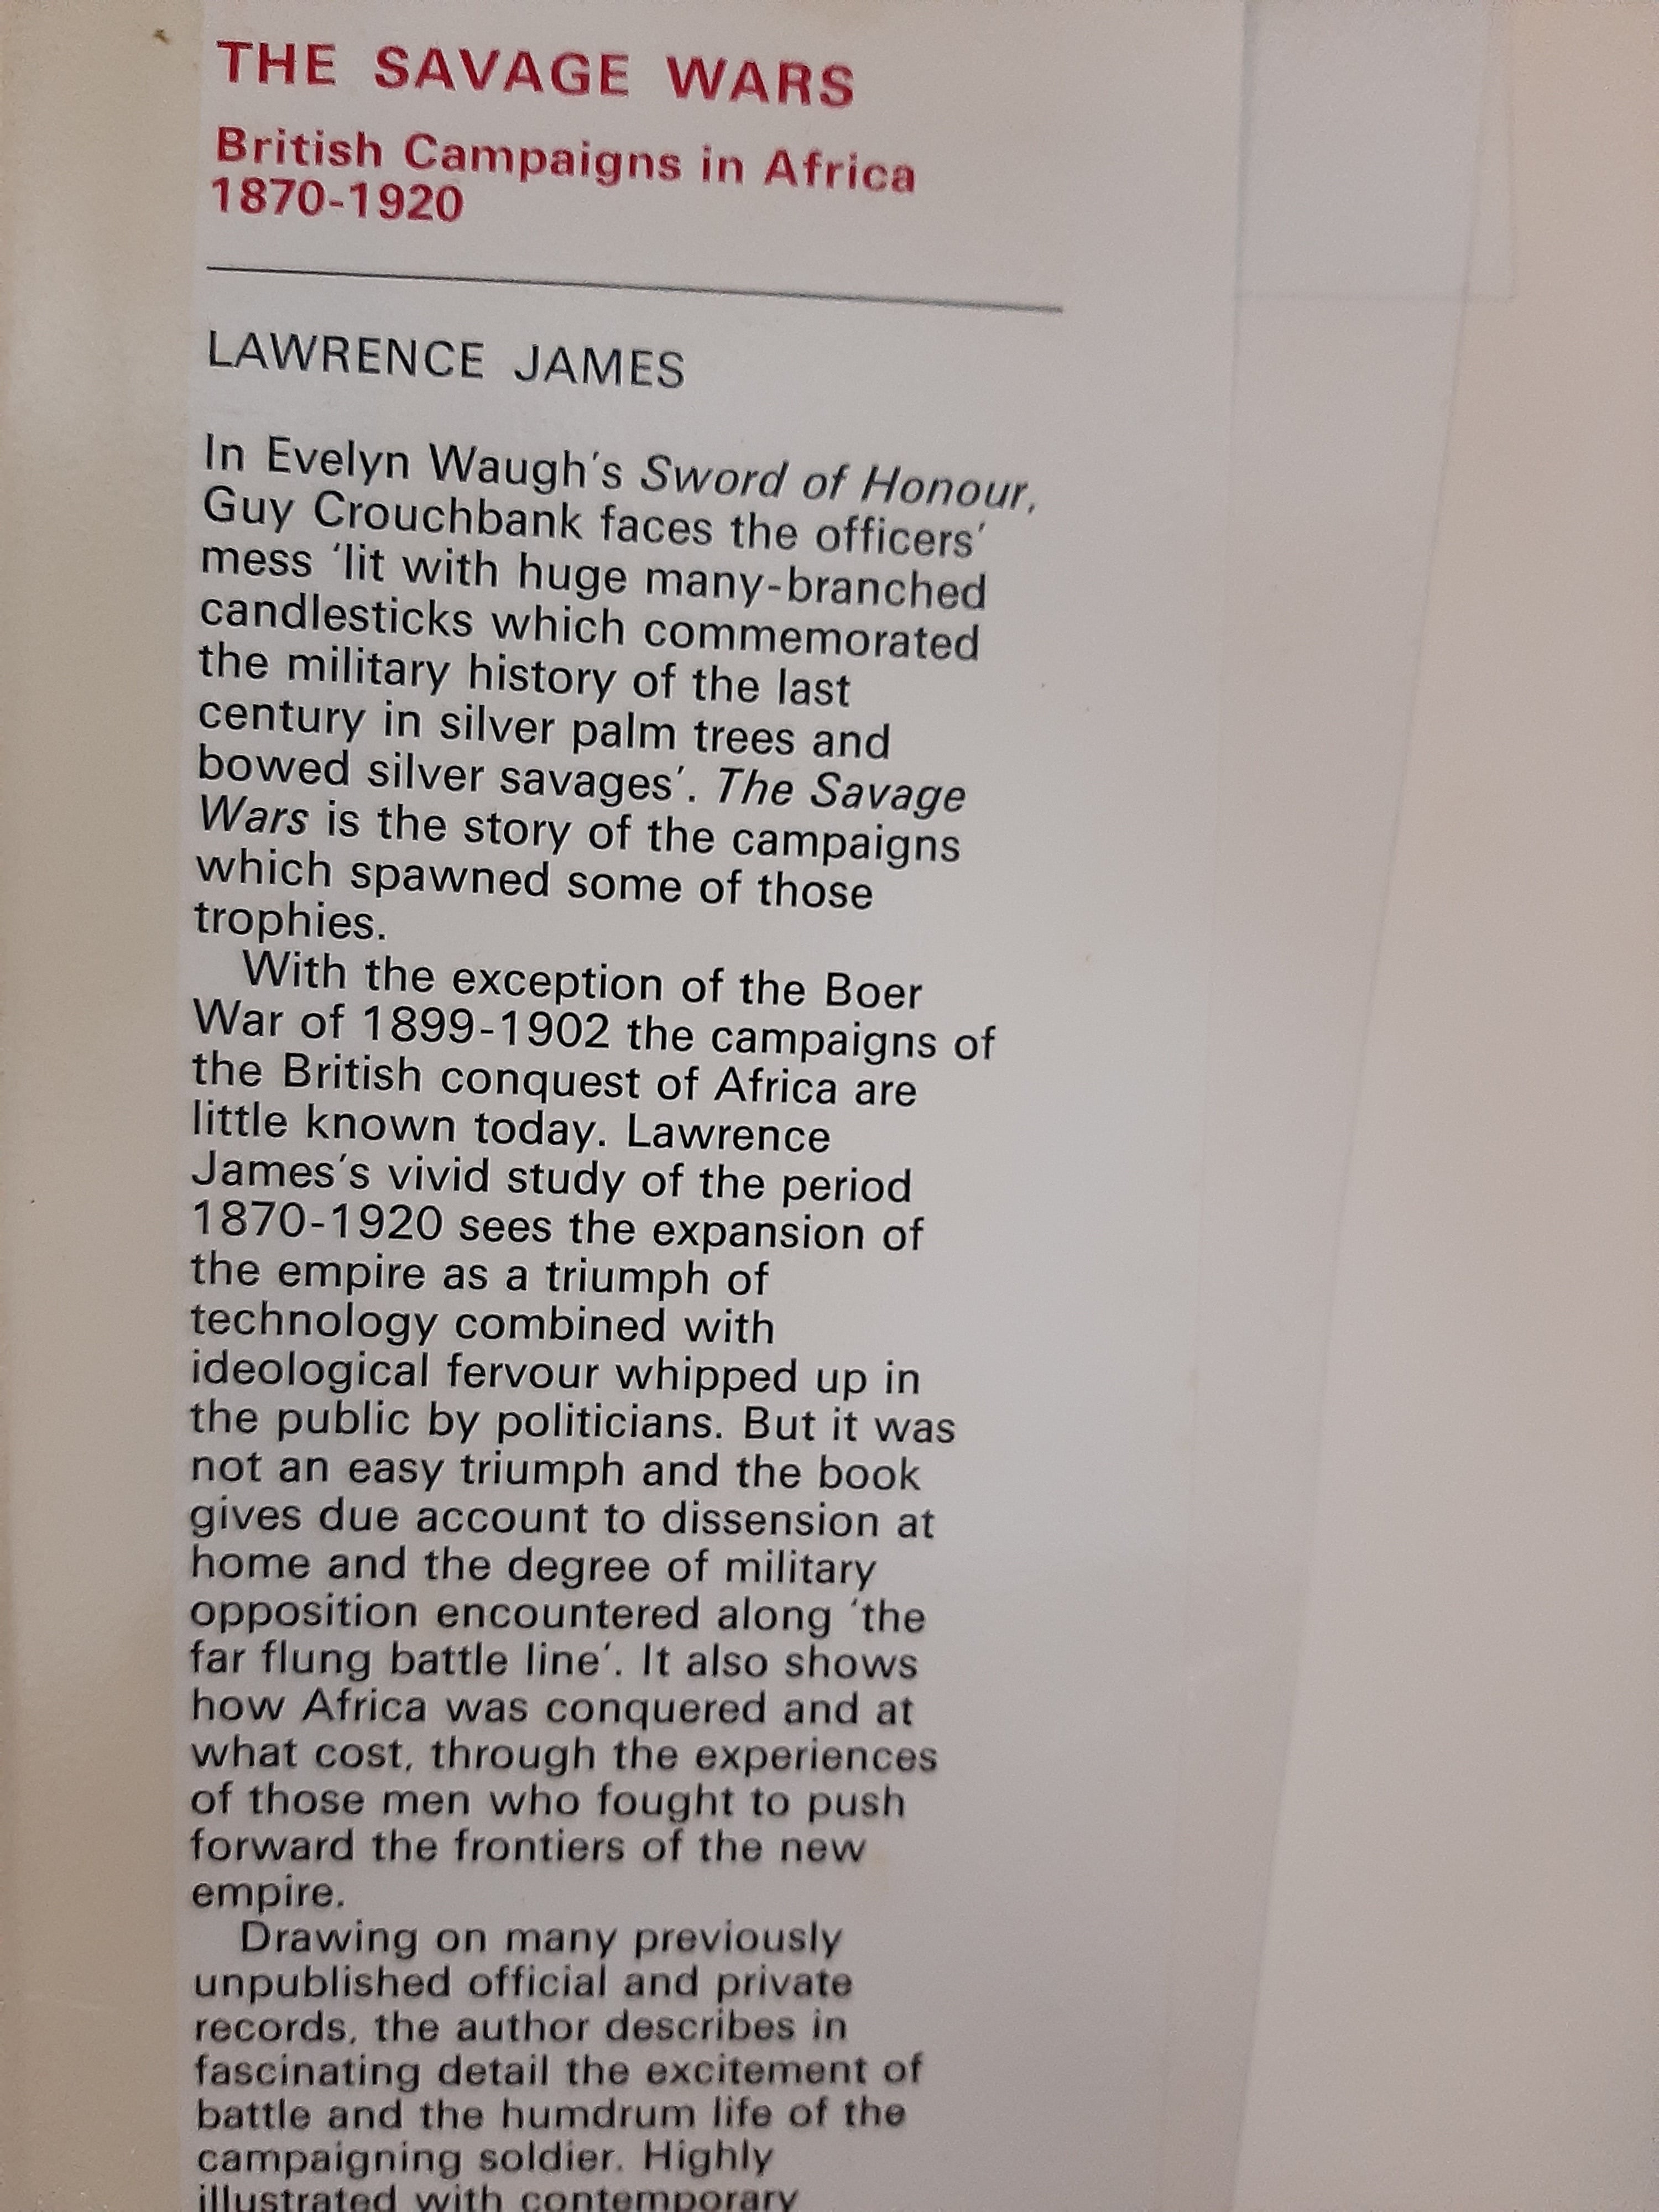 THE SAVAGE WARS
British Campaigns in Africa
1870-1920
LAWRENCE JAMES
In Evelyn Waugh's Sword of Honour,
Guy Crouchbank faces the officers'
mess 'lit with huge many-branched
candlesticks which commemorated
the military history of the last
century in silver palm trees and
bowed silver savages'. The Savage
Wars is the story of the campaigns
which spawned some of those
trophies.
With the exception of the Boer
War of 1899-1902 the campaigns of
the British conquest of Africa are
little known today. Lawrence
James's vivid study of the period
1870-1920 sees the expansion of
the empire as a triumph of
technology combined with
ideological fervour whipped up in
the public by politicians. But it was
not an easy triumph and the book
gives due account to dissension at
home and the degree of military
opposition encountered along 'the
far flung battle line'. It also shows
how Africa was conquered and at
what cost, through the experiences
of those men who fought to push
forward the frontiers of the new
empire.
Drawing on many previously
unpublished official and private
records, the author describes in
fascinating detail the excitement of
battle and the humdrum life of the
campaigning soldier. Highly
illustrated with contemporary